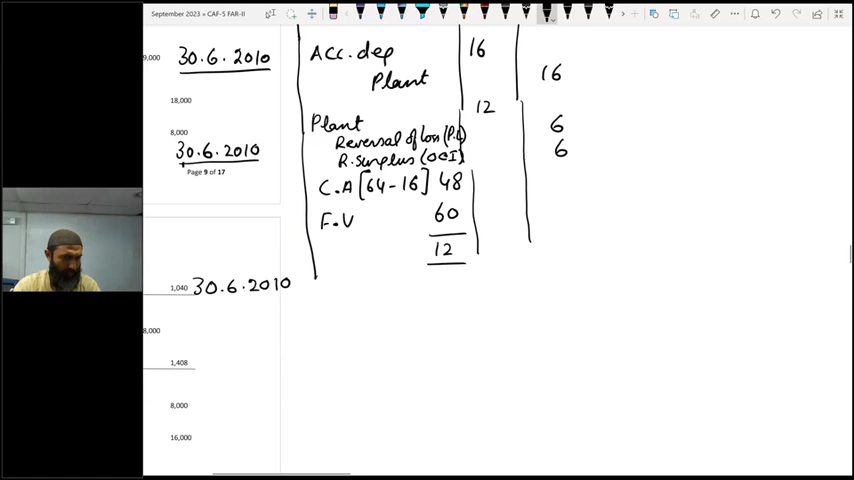 September 2023 » CAF-5 FAR-II
9,000 30.6.2010
18,000
8,000
30.6.2010
Page 9 of 17
1,040 30.6.2010
8,000
1,408
8,000
16,000
Acc.dep 16
Plant 16
Plant 12
Reversal of loss (P.L) 6
R.Surplus (OCI) 6
C.A [64-16] 48
F.V 60
12